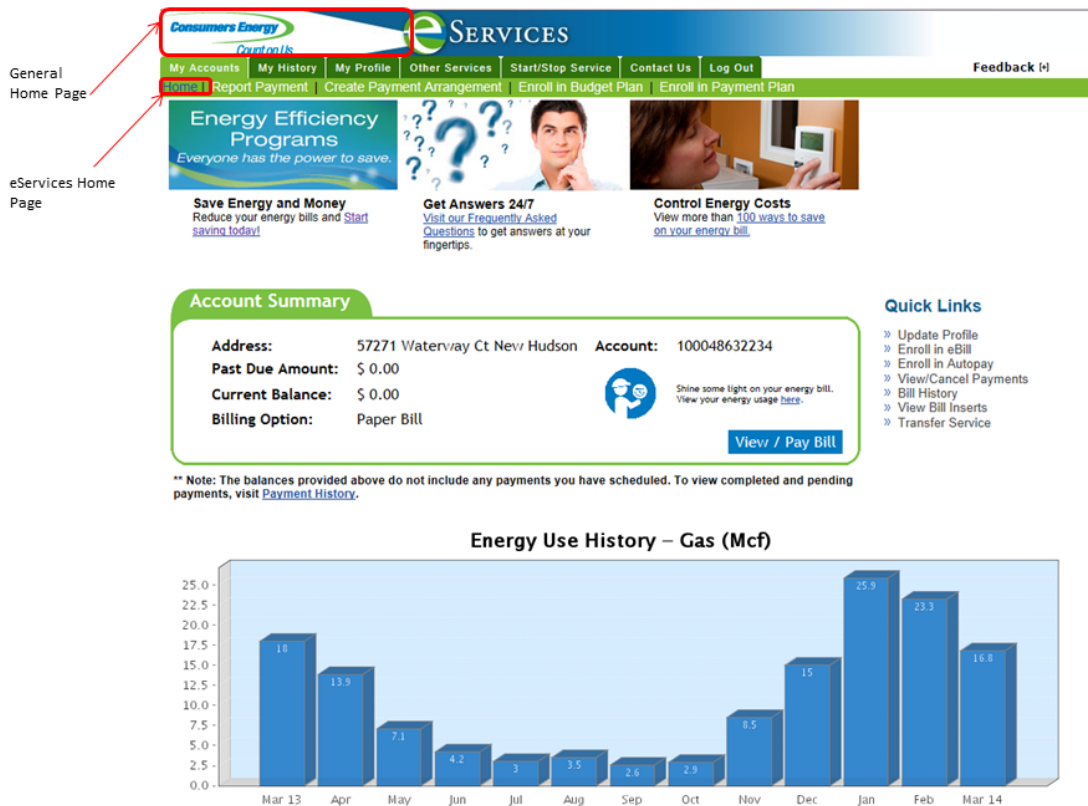 Consumers Energy
Count on Us
eSERVICES
General
Home Page
My Accounts My History My Profile Other Services Start/Stop Service Contact Us Log Out
Feedback [+]
Home | Report Payment | Create Payment Arrangement | Enroll in Budget Plan | Enroll in Payment Plan
eServices Home
Page
Energy Efficiency
Programs
Everyone has the power to save.
Save Energy and Money
Reduce your energy bills and Start
saving today!
Get Answers 24/7
Visit our Frequently Asked
Questions to get answers at your
fingertips.
Control Energy Costs
View more than 100 ways to save
on your energy bill.
Account Summary
Address: 57271 Waterway Ct New Hudson Account: 100048632234
Past Due Amount: $ 0.00
Current Balance: $ 0.00
Billing Option: Paper Bill
Shine some light on your energy bill.
View your energy usage here.
View / Pay Bill
Quick Links
» Update Profile
» Enroll in eBill
» Enroll in Autopay
» View/Cancel Payments
» Bill History
» View Bill Inserts
» Transfer Service
** Note: The balances provided above do not include any payments you have scheduled. To view completed and pending
payments, visit Payment History.
Energy Use History – Gas (Mcf)
25.0
22.5
20.0
17.5
15.0
12.5
10.0
7.5
5.0
2.5
0.0
18 13.9 7.1 4.2 3 3.5 2.6 2.9 8.5 15 25.9 23.3 16.8
Mar 13 Apr May Jun Jul Aug Sep Oct Nov Dec Jan Feb Mar 14